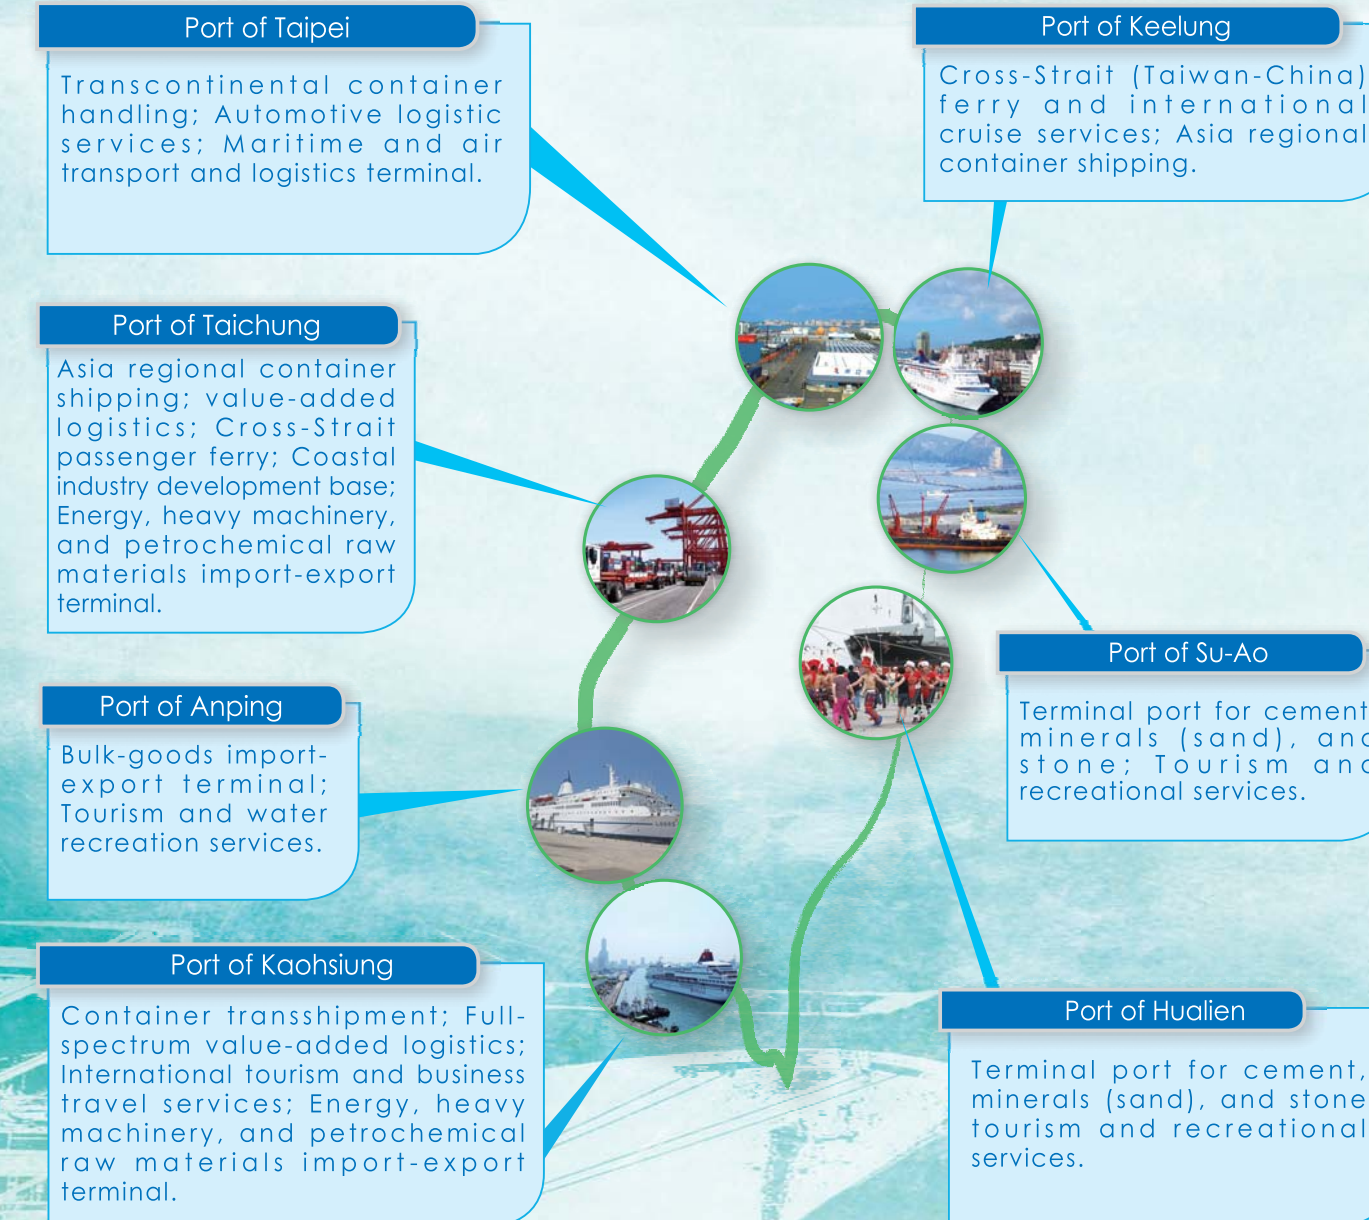 Port of Taipei
Transcontinental container
handling; Automotive logistic
services; Maritime and air
transport and logistics terminal.
Port of Keelung
Cross-Strait (Taiwan-China)
ferry and international
cruise services; Asia regional
container shipping.
Port of Taichung
Asia regional container
shipping; value-added
logistics; Cross-Strait
passenger ferry; Coastal
industry development base;
Energy, heavy machinery,
and petrochemical raw
materials import-export
terminal.
Port of Su-Ao
Terminal port for cement
minerals (sand), and
stone; Tourism and
recreational services.
Port of Anping
Bulk-goods import-
export terminal;
Tourism and water
recreation services.
Port of Kaohsiung
Container transshipment; Full-
spectrum value-added logistics;
International tourism and business
travel services; Energy, heavy
machinery, and petrochemical
raw materials import-export
terminal.
Port of Hualien
Terminal port for cement,
minerals (sand), and stone
tourism and recreational
services.